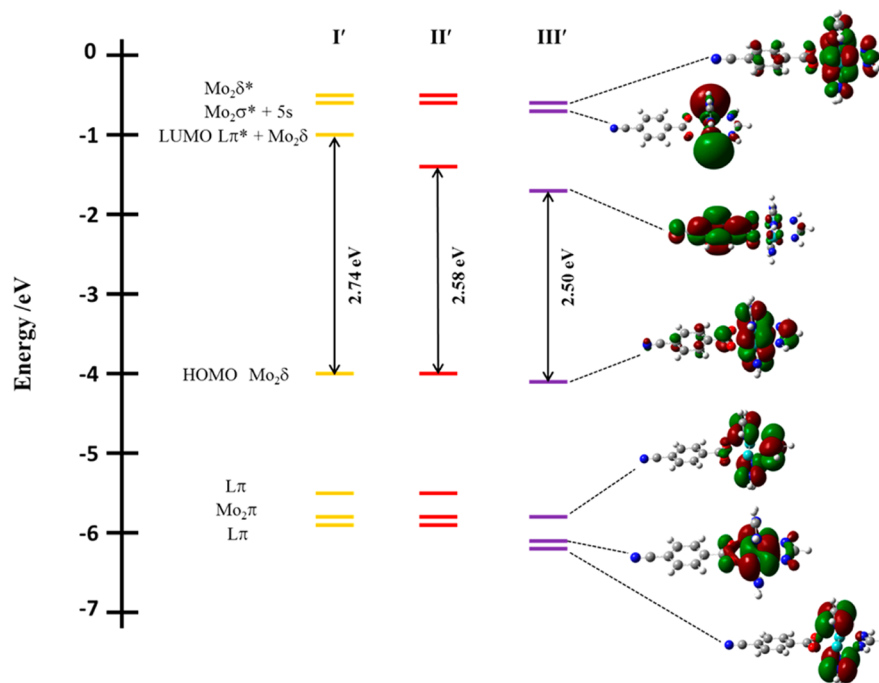 I′ II′ III′
0
Mo₂δ*
Mo₂σ* + 5s
-1
LUMO Lπ* + Mo₂δ
-2
2.74 eV
2.58 eV
2.50 eV
-3
Energy /eV
-4
HOMO Mo₂δ
-5
Lπ
Mo₂π
-6
Lπ
-7